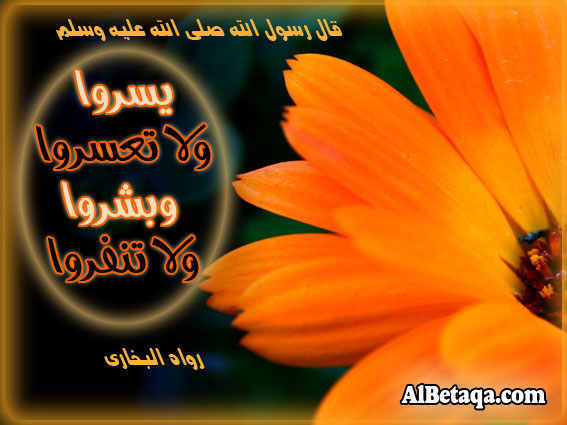 قال رسول الله صلى الله عليه وسلم
يسروا
ولا تعسروا
وبشروا
ولا تنفروا
رواه البخارى
AlBetaqa.com